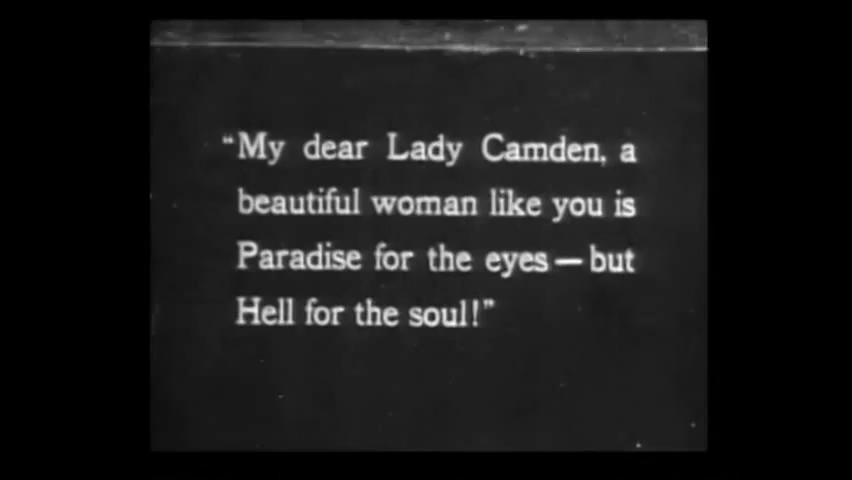 “My dear Lady Camden, a
beautiful woman like you is
Paradise for the eyes — but
Hell for the soul!”